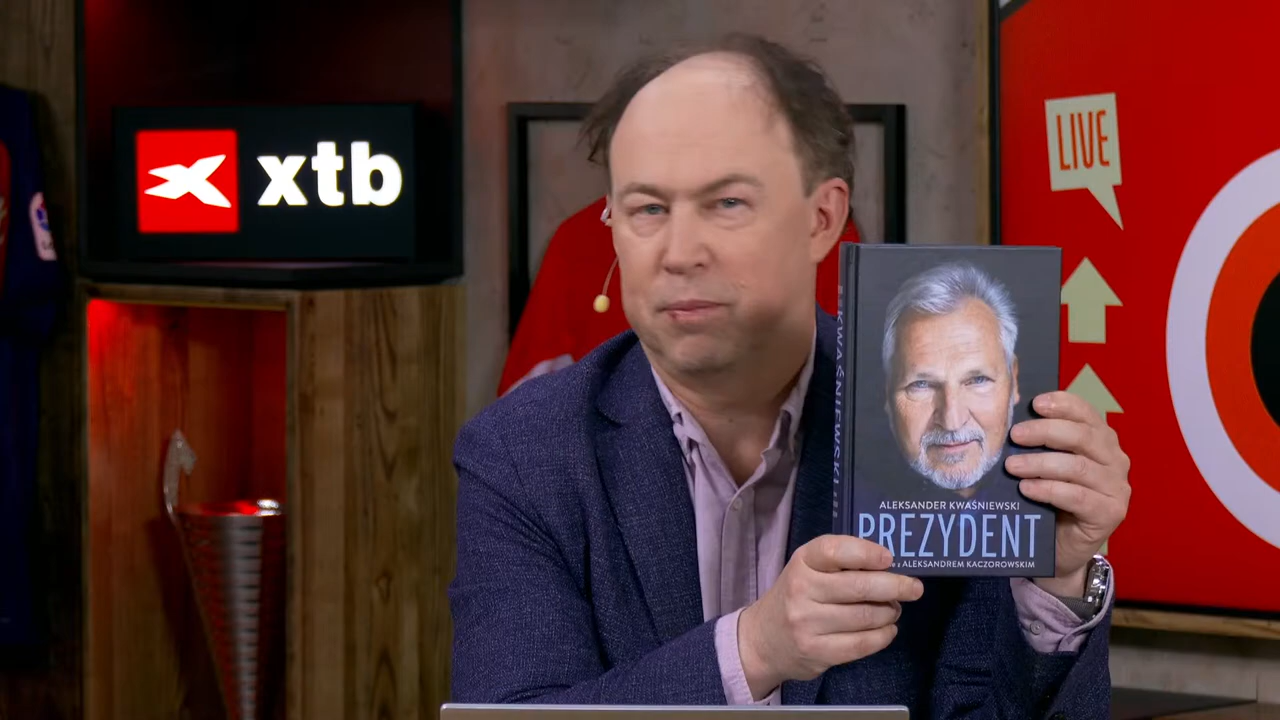 xtb
LIVE
KWAŚNIEWSKI
ALEKSANDER KWAŚNIEWSKI
PREZYDENT
z ALEKSANDREM KACZOROWSKIM